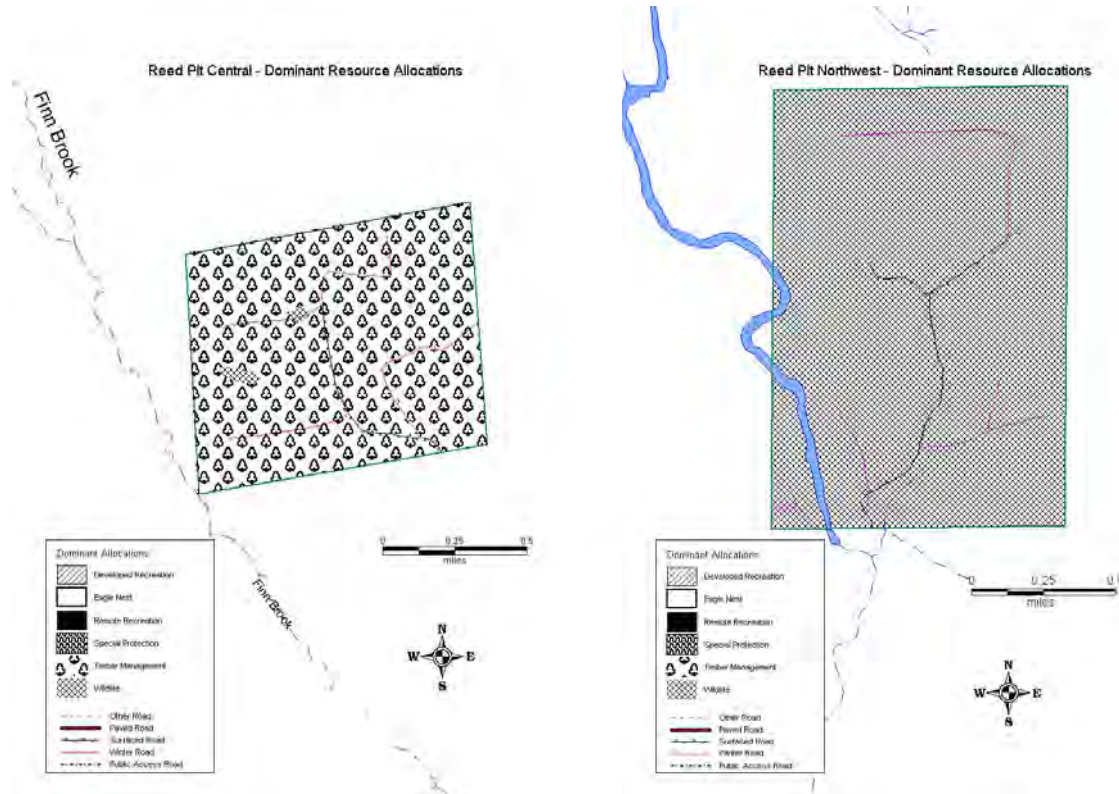 Reed Plt Central - Dominant Resource Allocations
Finn Brook
Dominant Allocations
Developed Recreation
Eagle Nest
Remote Recreation
Special Protection
Timber Management
Wildlife
Other Road
Paved Road
Surfaced Road
Winter Road
Public Access Road
Finn Brook
0 0.25 0.5
miles
N
W E
S
Reed Plt Northwest - Dominant Resource Allocations
Dominant Allocations
Developed Recreation
Eagle Nest
Remote Recreation
Special Protection
Timber Management
Wildlife
Other Road
Paved Road
Surfaced Road
Winter Road
Public Access Road
0 0.25
miles
N
W E
S